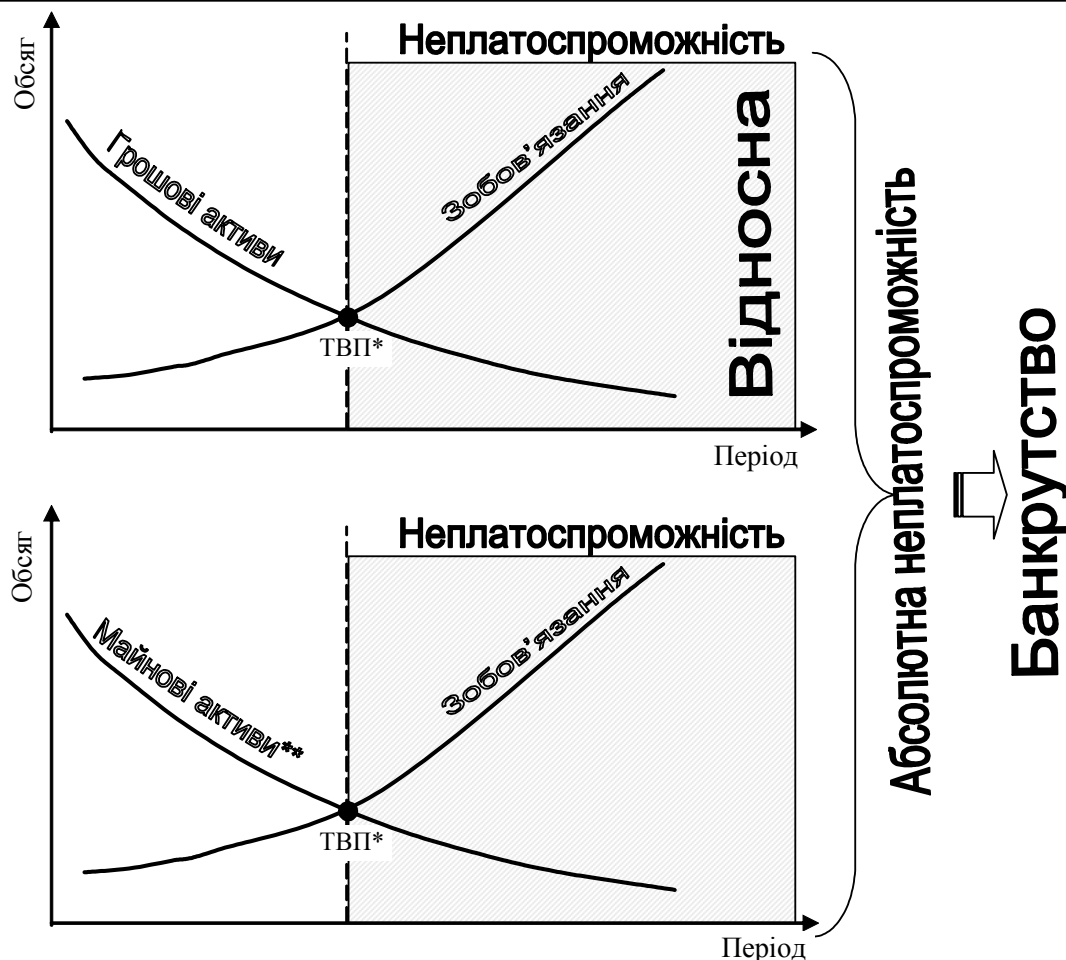 Неплатоспроможність
Обсяг
Грошові активи
Зобов’язання
Відносна
ТВП*
Період
Неплатоспроможність
Обсяг
Майнові активи**
Зобов’язання
ТВП*
Період
Абсолютна неплатоспроможність
Банкрутство